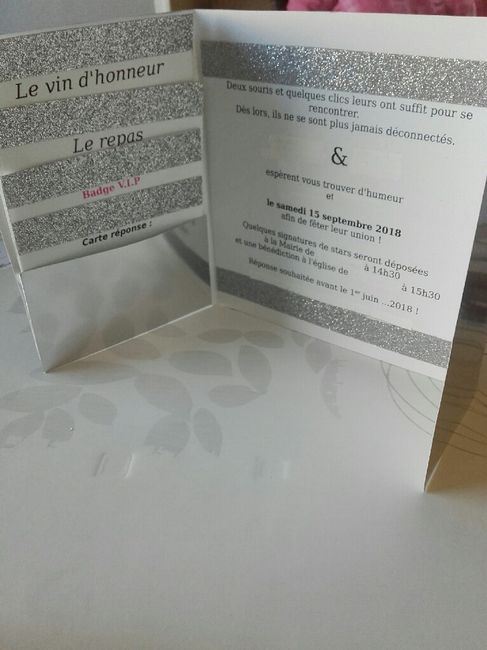 Le vin d'honneur
Le repas
Badge V.I.P
Carte réponse :
Deux souris et quelques clics leurs ont suffit pour se
rencontrer.
Dès lors, ils ne se sont plus jamais déconnectés,
&
espèrent vous trouver d'humeur
et
le samedi 15 septembre 2018
afin de fêter leur union !
Quelques signatures de stars seront déposées
à la Mairie de à 14h30
et une bénédiction à l'église de à 15h30
Réponse souhaitée avant le 1er juin ...2018 !